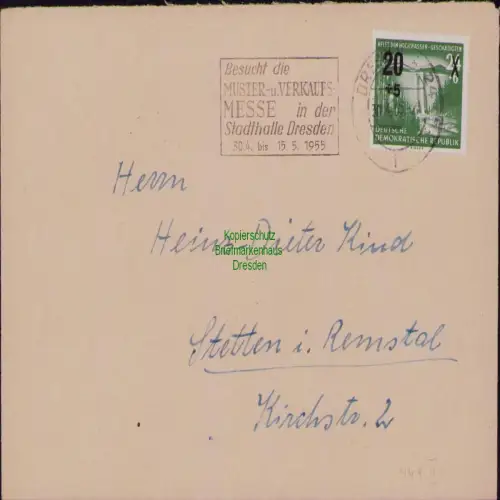 Besucht die
MUSTER-u. VERKAUFS-
MESSE in der
Stadthalle Dresden
30.4. bis 15.5.1955
20
+5
DEUTSCHE
DEMOKRATISCHE REPUBLIK
Herrn
Heinz-Dieter Kind
Kopierschutz
Briefmarkenhaus
Dresden
Stetten i. Remstal
Kirchstr. 2